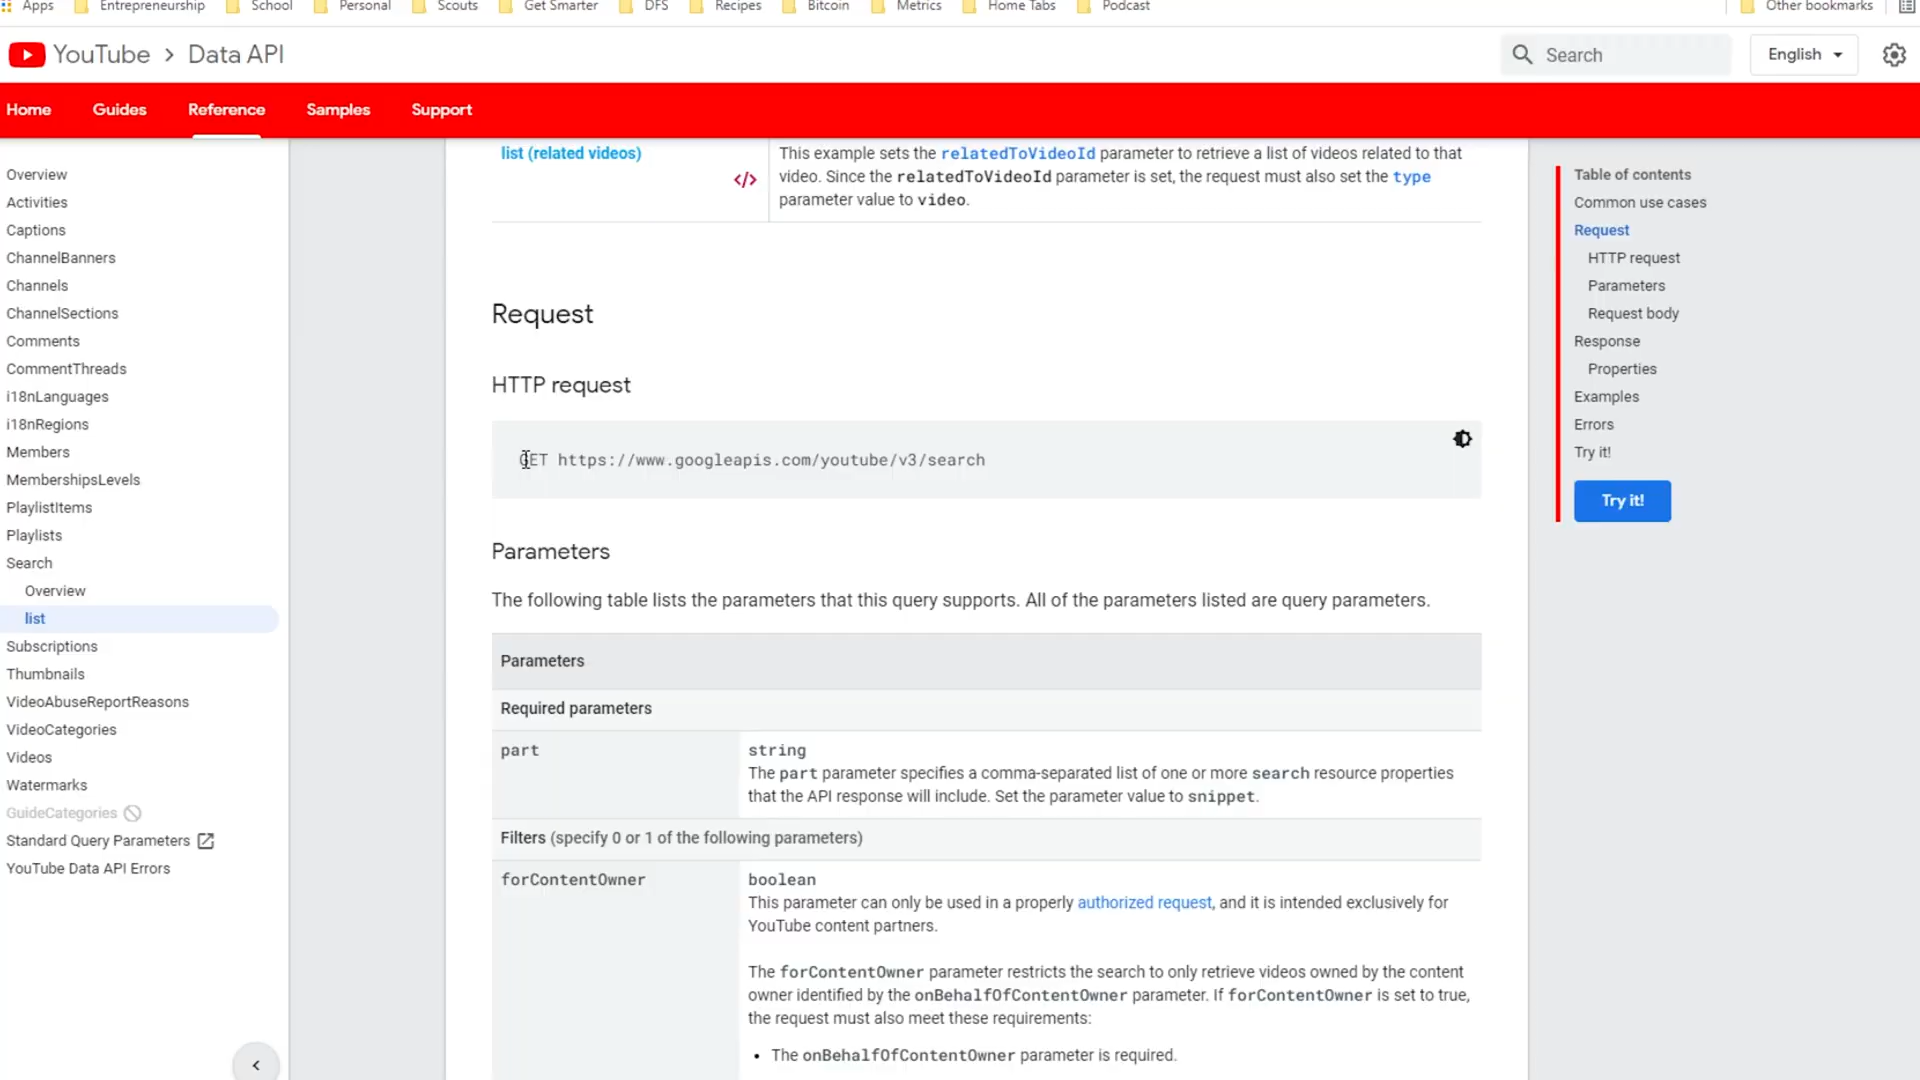 Apps Entrepreneurship School Personal Scouts Get Smarter DFS Recipes Bitcoin Metrics Home Tabs Podcast Other bookmarks
YouTube > Data API
Search
English
Home Guides Reference Samples Support
Overview
Activities
Captions
ChannelBanners
Channels
ChannelSections
Comments
CommentThreads
i18nLanguages
i18nRegions
Members
MembershipsLevels
PlaylistItems
Playlists
Search
Overview
list
Subscriptions
Thumbnails
VideoAbuseReportReasons
VideoCategories
Videos
Watermarks
GuideCategories
Standard Query Parameters
YouTube Data API Errors
list (related videos)
</>
This example sets the relatedToVideoId parameter to retrieve a list of videos related to that
video. Since the relatedToVideoId parameter is set, the request must also set the type
parameter value to video.
Request
HTTP request
GET https://www.googleapis.com/youtube/v3/search
Parameters
The following table lists the parameters that this query supports. All of the parameters listed are query parameters.
Parameters
Required parameters
part
string
The part parameter specifies a comma-separated list of one or more search resource properties
that the API response will include. Set the parameter value to snippet.
Filters (specify 0 or 1 of the following parameters)
forContentOwner
boolean
This parameter can only be used in a properly authorized request, and it is intended exclusively for
YouTube content partners.
The forContentOwner parameter restricts the search to only retrieve videos owned by the content
owner identified by the onBehalfOfContentOwner parameter. If forContentOwner is set to true,
the request must also meet these requirements:
• The onBehalfOfContentOwner parameter is required.
Table of contents
Common use cases
Request
HTTP request
Parameters
Request body
Response
Properties
Examples
Errors
Try it!
Try it!